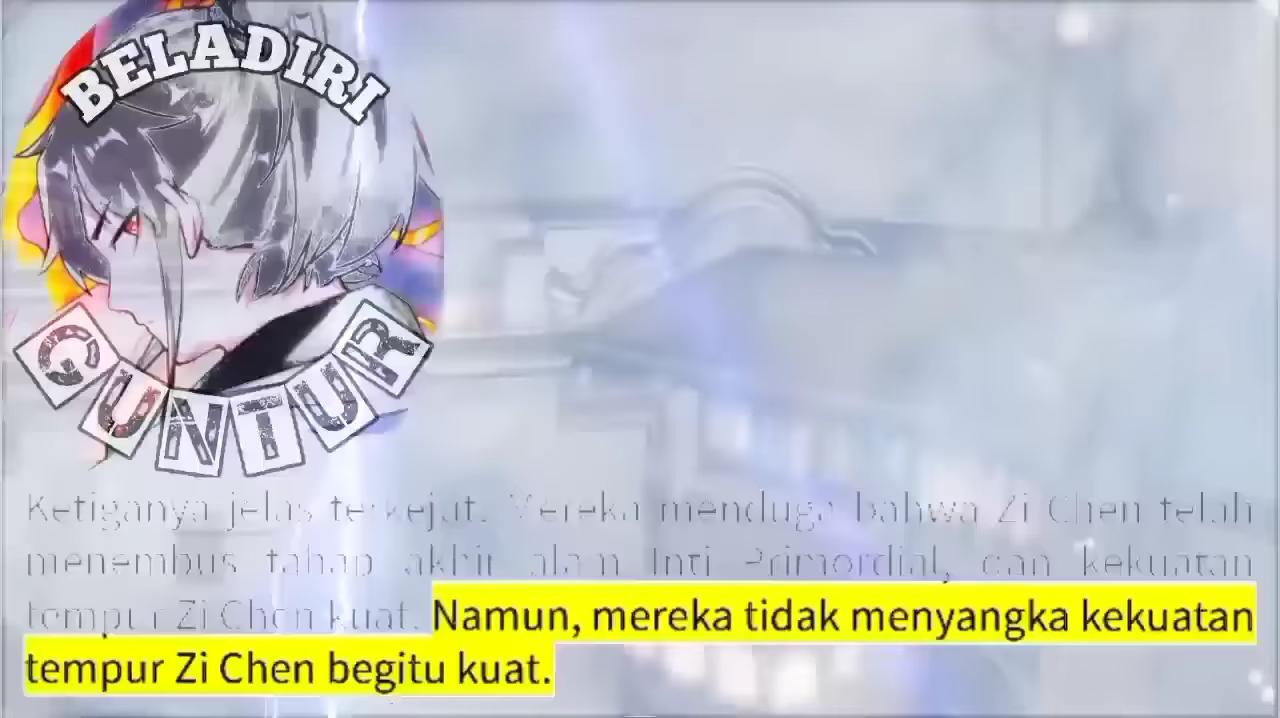 BELADIRI
GUNTUR
Ketiganya jelas terkejut. Mereka menduga bahwa Zi Chen telah
menembus tahap akhir alam Inti Primordial, dan kekuatan
tempur Zi Chen kuat. Namun, mereka tidak menyangka kekuatan
tempur Zi Chen begitu kuat.